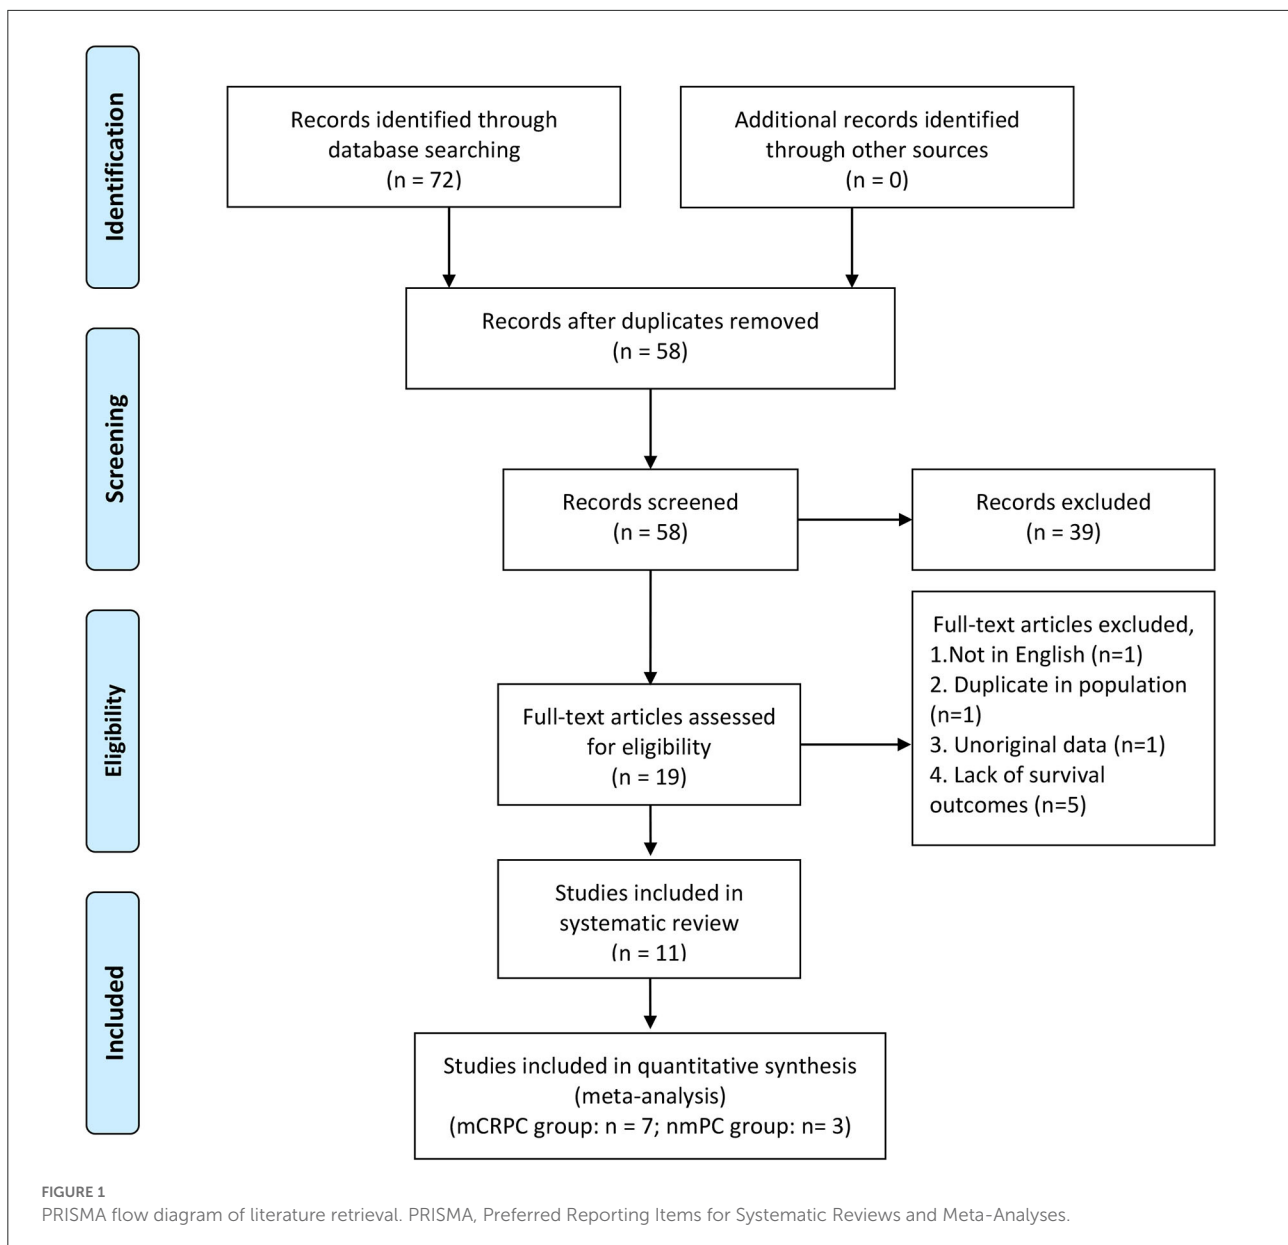 Identification
Records identified through
database searching
(n = 72)
Additional records identified
through other sources
(n = 0)
Records after duplicates removed
(n = 58)
Screening
Records screened
(n = 58)
Records excluded
(n = 39)
Eligibility
Full-text articles assessed
for eligibility
(n = 19)
Full-text articles excluded,
1.Not in English (n=1)
2. Duplicate in population
(n=1)
3. Unoriginal data (n=1)
4. Lack of survival
outcomes (n=5)
Included
Studies included in
systematic review
(n = 11)
Studies included in quantitative synthesis
(meta-analysis)
(mCRPC group: n = 7; nmPC group: n= 3)
FIGURE 1
PRISMA flow diagram of literature retrieval. PRISMA, Preferred Reporting Items for Systematic Reviews and Meta-Analyses.